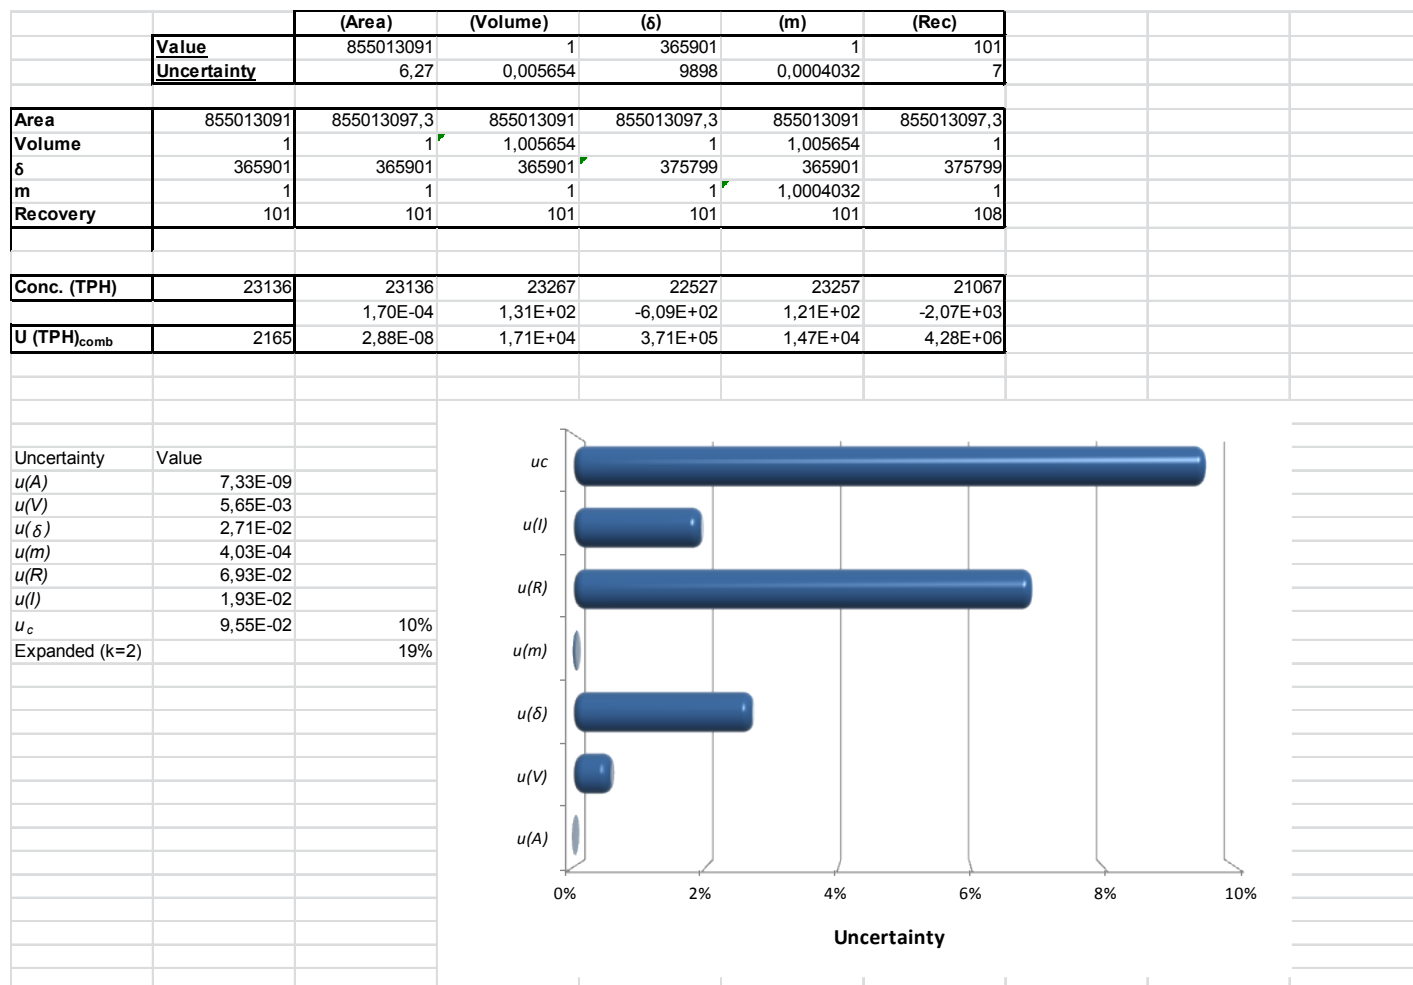 (Area) (Volume) (δ) (m) (Rec)
Value 855013091 1 365901 1 101
Uncertainty 6,27 0,005654 9898 0,0004032 7
Area 855013091 855013097,3 855013091 855013097,3 855013091 855013097,3
Volume 1 1 1,005654 1 1,005654 1
δ 365901 365901 365901 375799 365901 375799
m 1 1 1 1 1,0004032 1
Recovery 101 101 101 101 101 108
Conc. (TPH) 23136 23136 23267 22527 23257 21067
1,70E-04 1,31E+02 -6,09E+02 1,21E+02 -2,07E+03
U (TPH)comb 2165 2,88E-08 1,71E+04 3,71E+05 1,47E+04 4,28E+06
Uncertainty Value
u(A) 7,33E-09
u(V) 5,65E-03
u(δ) 2,71E-02
u(m) 4,03E-04
u(R) 6,93E-02
u(I) 1,93E-02
uc 9,55E-02 10%
Expanded (k=2) 19%
uc
u(I)
u(R)
u(m)
u(δ)
u(V)
u(A)
0% 2% 4% 6% 8% 10%
Uncertainty